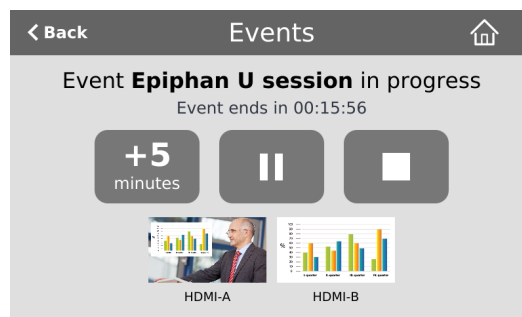 Back
Events
Event Epiphan U session in progress
Event ends in 00:15:56
+5
minutes
HDMI-A
HDMI-B